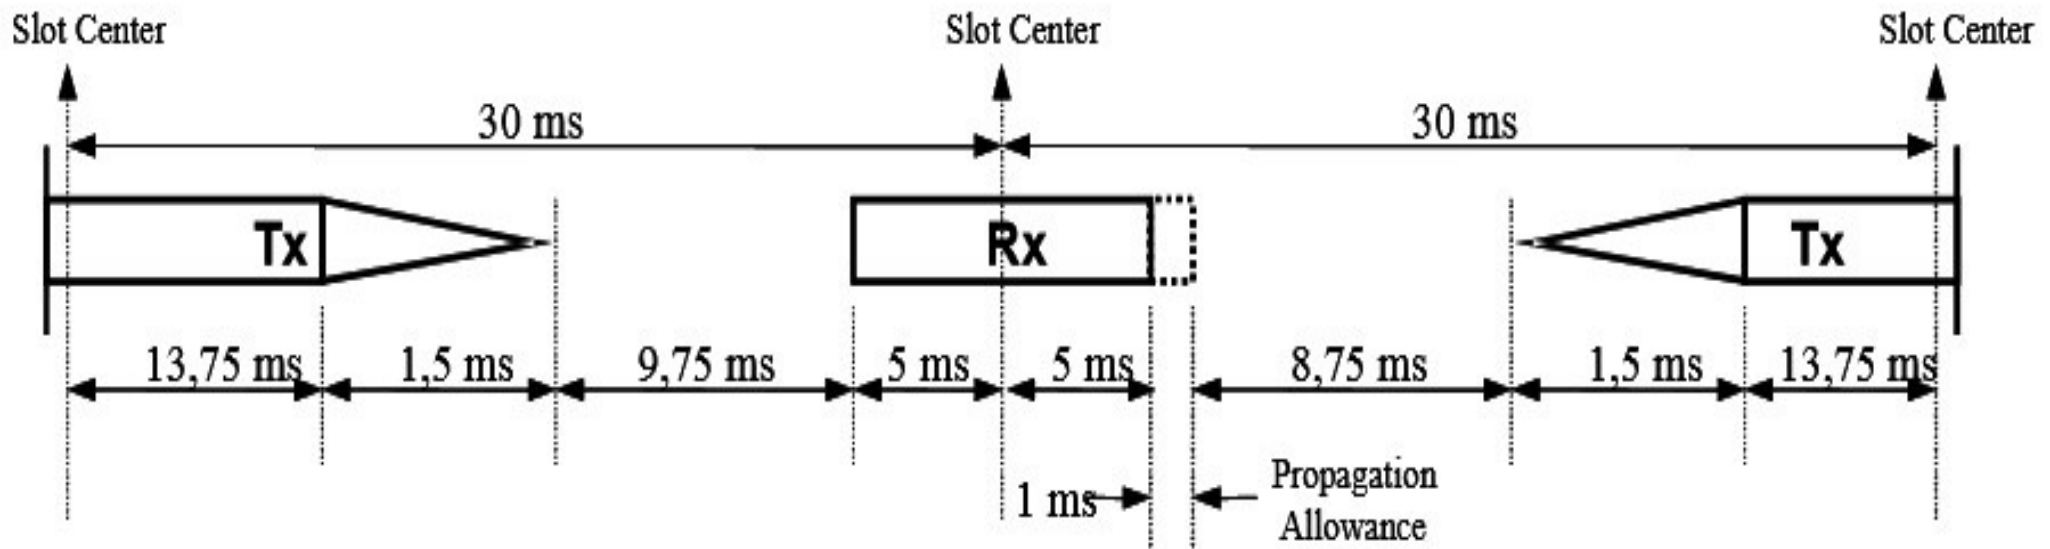 Slot Center
Slot Center
Slot Center
30 ms
30 ms
Tx
Rx
Tx
13,75 ms
1,5 ms
9,75 ms
5 ms
5 ms
8,75 ms
1,5 ms
13,75 ms
1 ms
Propagation
Allowance